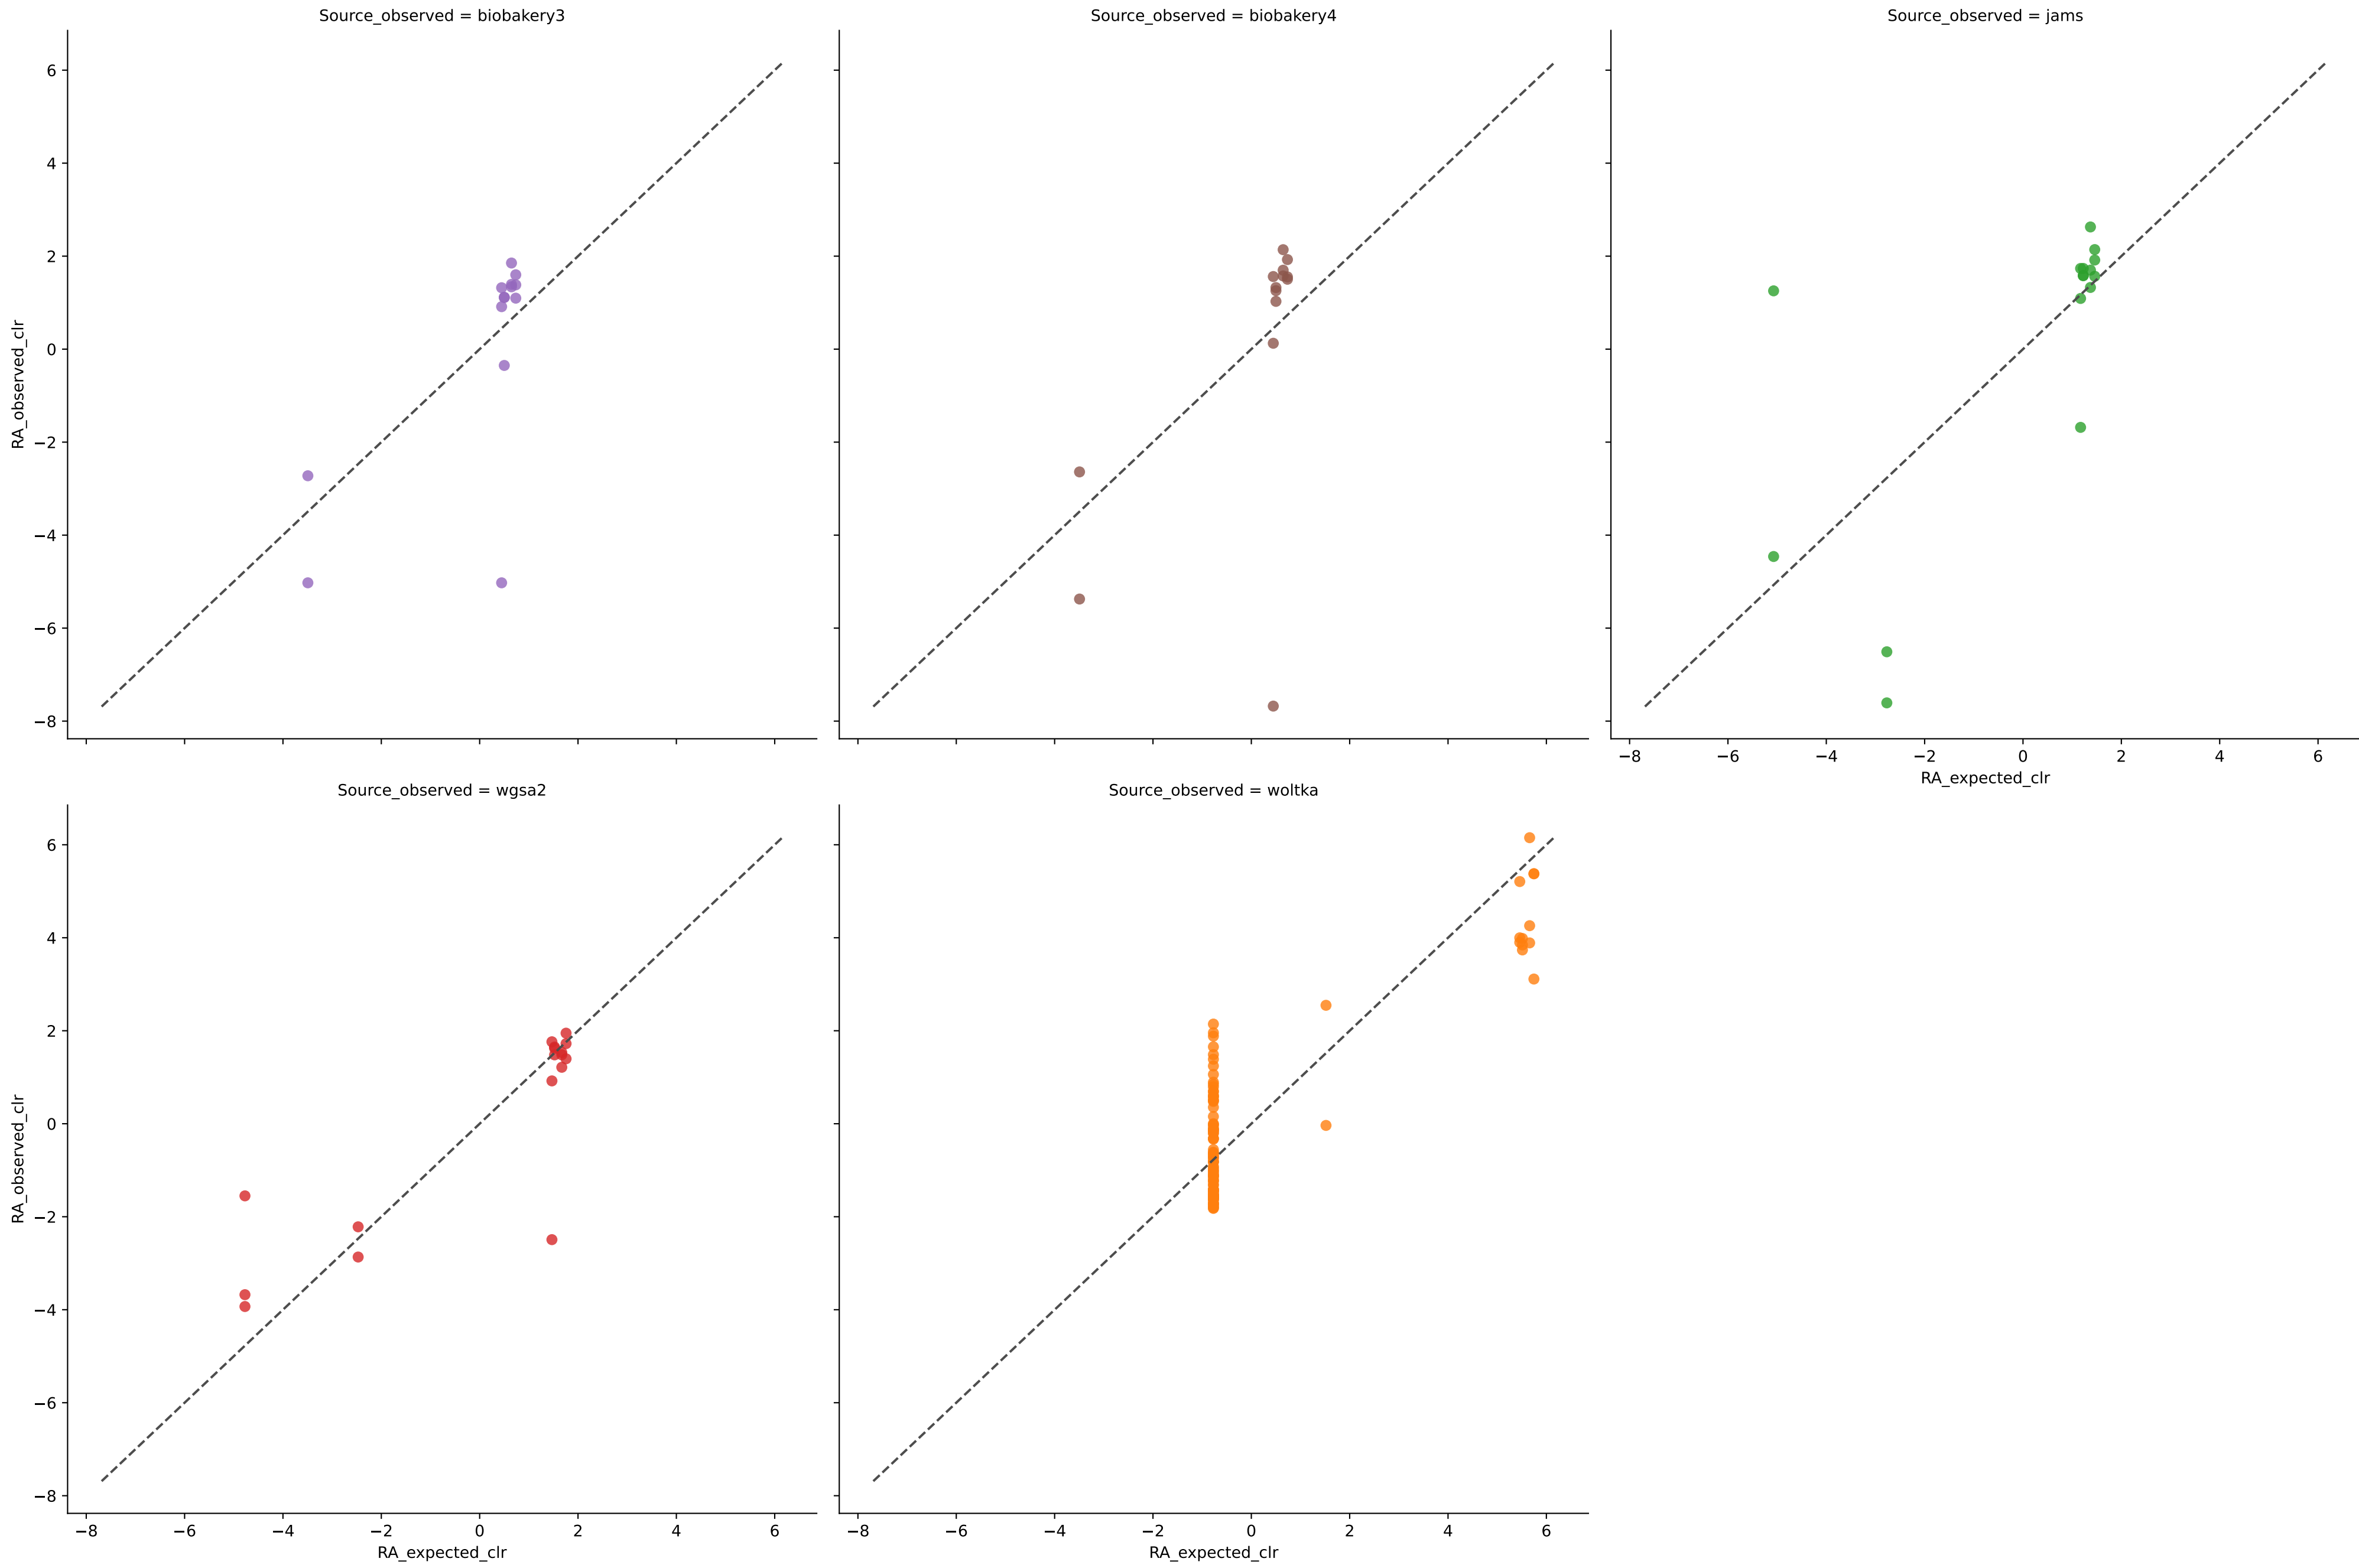 Source_observed = biobakery3
Source_observed = biobakery4
Source_observed = jams
6
4
2
0
−2
−4
−6
−8
RA_observed_clr
−8 −6 −4 −2 0 2 4 6
RA_expected_clr
Source_observed = wgsa2
Source_observed = woltka
6
4
2
0
−2
−4
−6
−8
RA_observed_clr
−8 −6 −4 −2 0 2 4 6
−8 −6 −4 −2 0 2 4 6
RA_expected_clr
RA_expected_clr